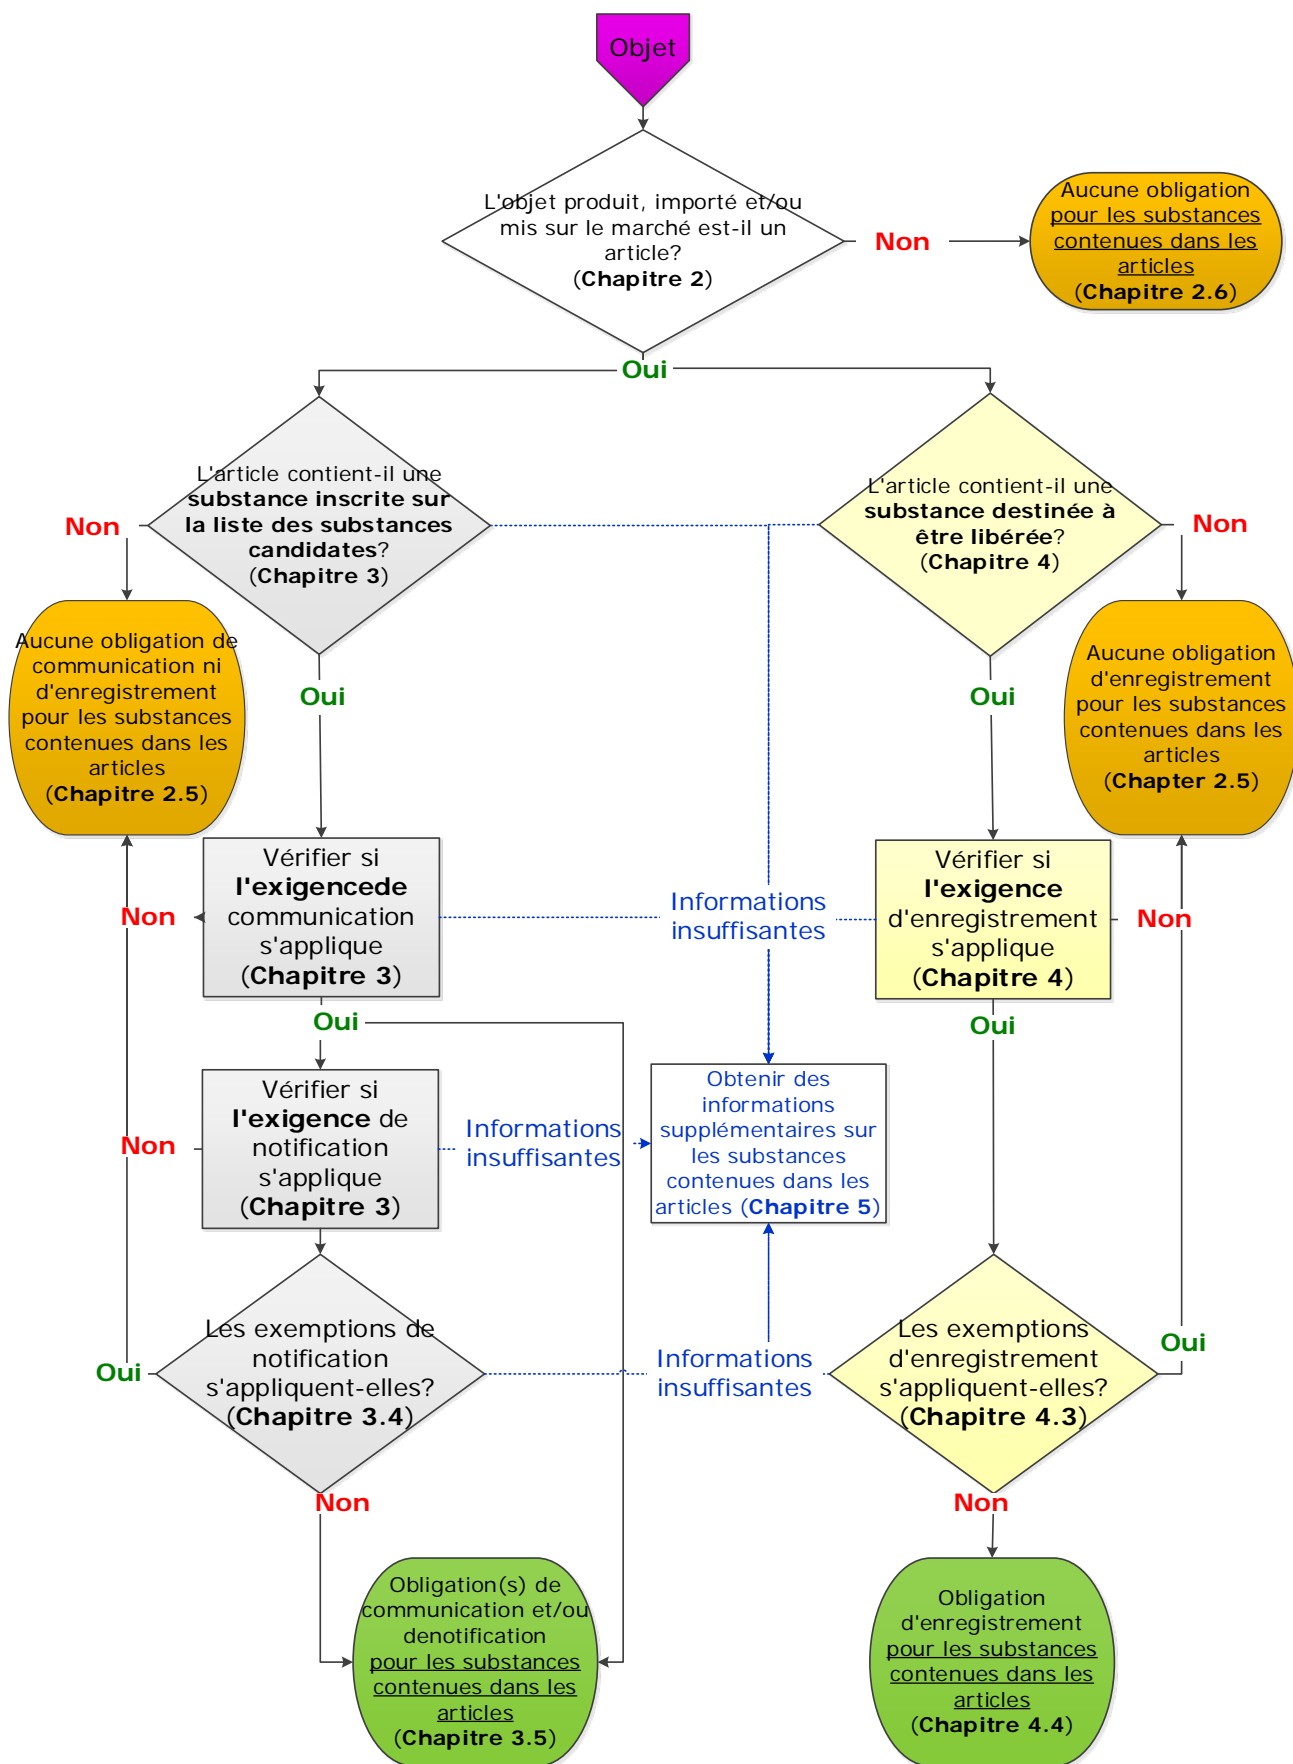 Objet
L'objet produit, importé et/ou
mis sur le marché est-il un
article?
(Chapitre 2)
Non
Aucune obligation
pour les substances
contenues dans les
articles
(Chapitre 2.6)
Oui
L'article contient-il une
substance inscrite sur
la liste des substances
candidates?
(Chapitre 3)
Non
L'article contient-il une
substance destinée à
être libérée?
(Chapitre 4)
Non
Aucune obligation de
communication ni
d'enregistrement
pour les substances
contenues dans les
articles
(Chapitre 2.5)
Oui
Oui
Aucune obligation
d'enregistrement
pour les substances
contenues dans les
articles
(Chapter 2.5)
Vérifier si
l'exigencede
communication
s'applique
(Chapitre 3)
Non
Informations
insuffisantes
Vérifier si
l'exigence
d'enregistrement
s'applique
(Chapitre 4)
Non
Oui
Oui
Vérifier si
l'exigence de
notification
s'applique
(Chapitre 3)
Non
Informations
insuffisantes
Obtenir des
informations
supplémentaires sur
les substances
contenues dans les
articles (Chapitre 5)
Les exemptions de
notification
s'appliquent-elles?
(Chapitre 3.4)
Oui
Informations
insuffisantes
Les exemptions
d'enregistrement
s'appliquent-elles?
(Chapitre 4.3)
Oui
Non
Non
Obligation(s) de
communication et/ou
denotification
pour les substances
contenues dans les
articles
(Chapitre 3.5)
Obligation
d'enregistrement
pour les substances
contenues dans les
articles
(Chapitre 4.4)